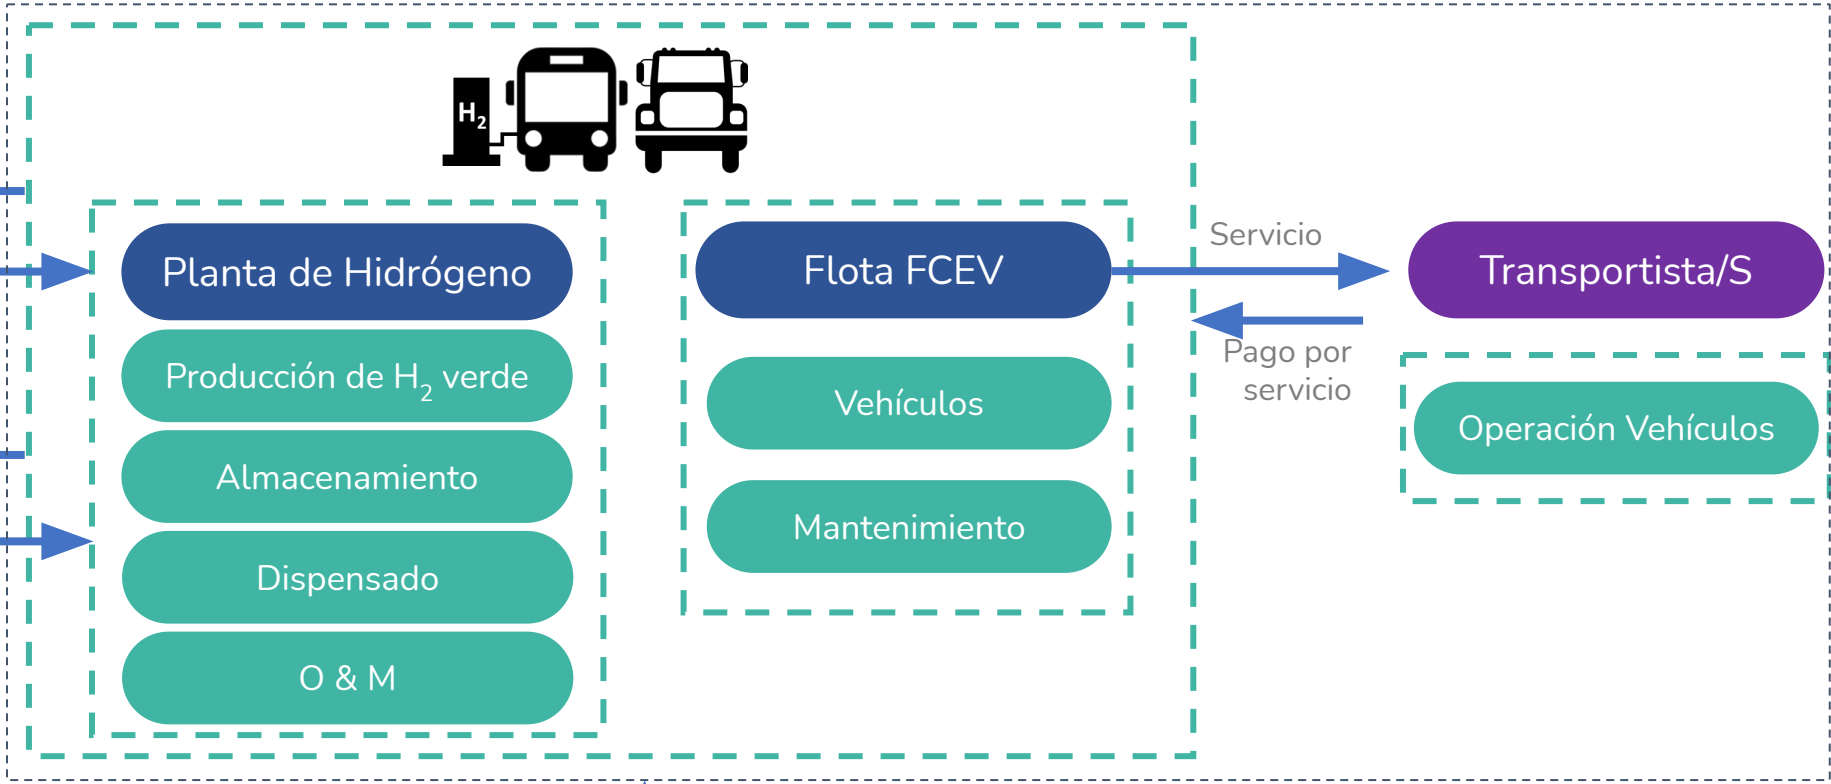 H2
Planta de Hidrógeno
Producción de H2 verde
Almacenamiento
Dispensado
O & M
Flota FCEV
Vehículos
Mantenimiento
Servicio
Pago por
servicio
Transportista/S
Operación Vehículos